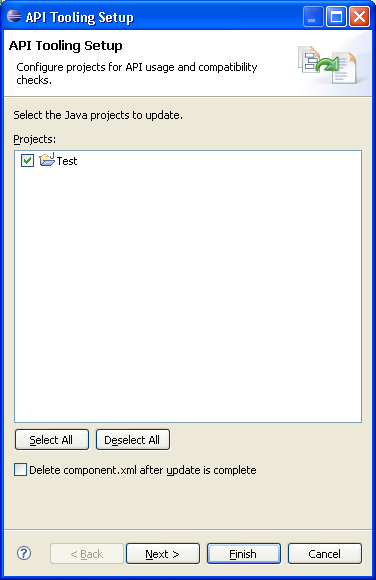 API Tooling Setup
API Tooling Setup
Configure projects for API usage and compatibility
checks.
Select the Java projects to update.
Projects:
Test
Select All
Deselect All
Delete component.xml after update is complete
?
< Back
Next >
Finish
Cancel